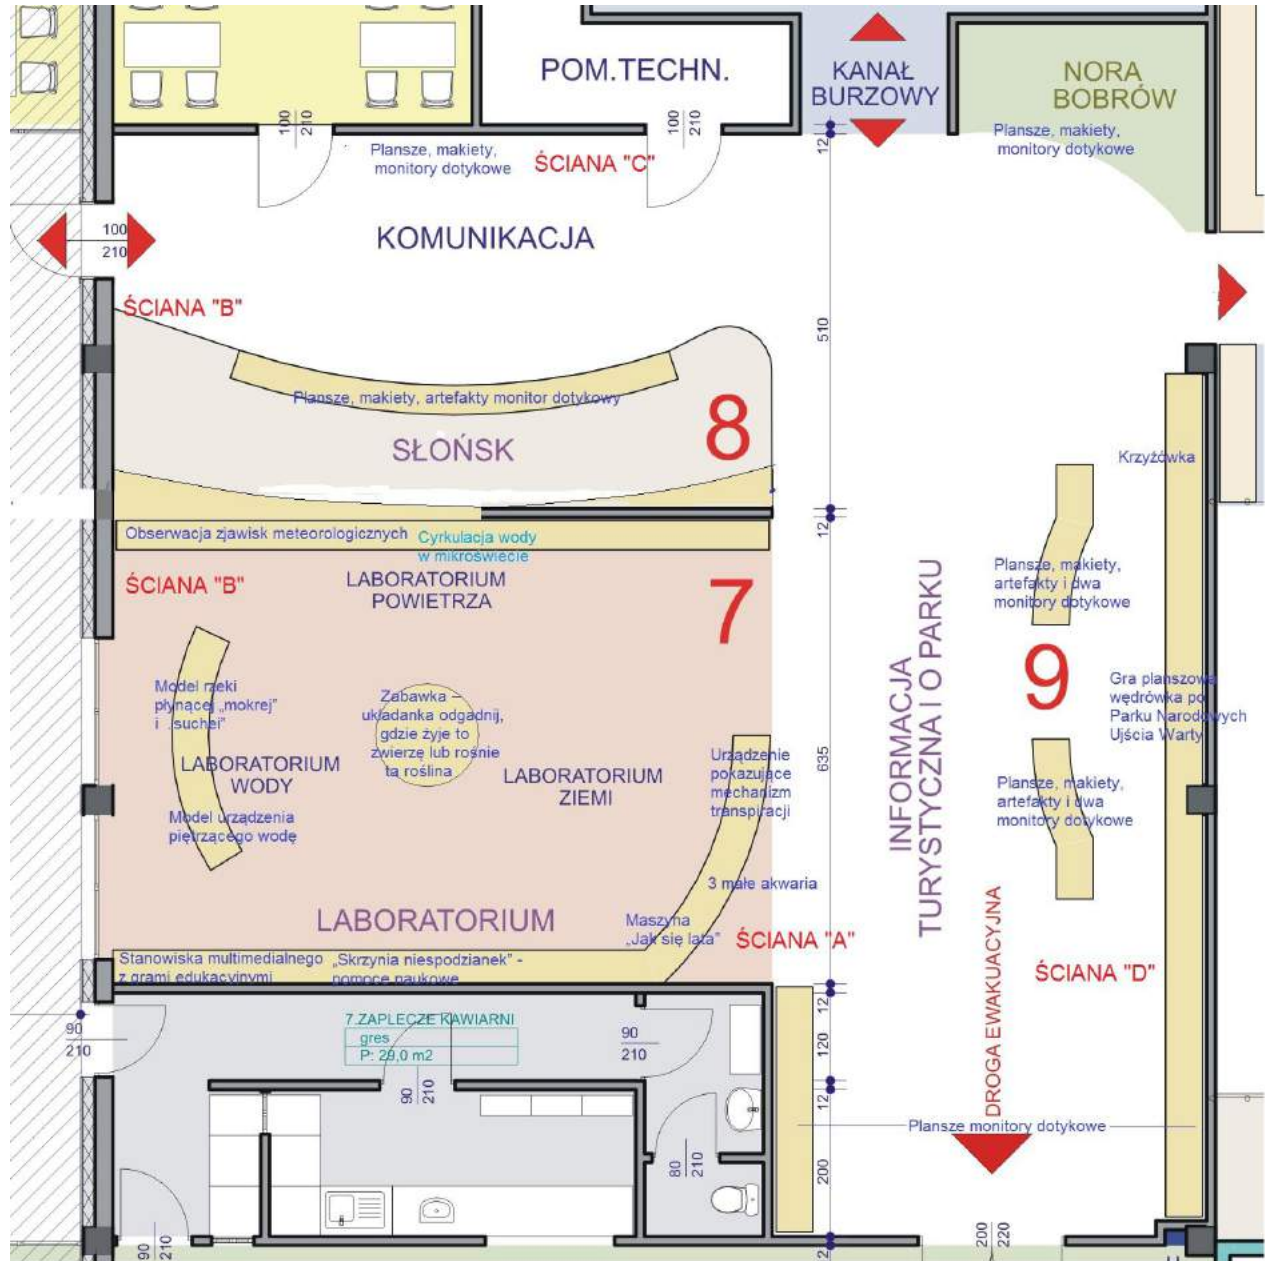 POM.TECHN.
KANAŁ
BURZOWY
NORA
BOBRÓW
100
210
100
210
12
Plansze, makiety,
monitory dotykowe
ŚCIANA "C"
Plansze, makiety,
monitory dotykowe
100
210
KOMUNIKACJA
ŚCIANA "B"
510
Plansze, makiety, artefakty monitor dotykowy
8
SŁOŃSK
Krzyźówka
Obserwacja zjawisk meteorologicznych
Cyrkulacja wody
w mikroświecie
12
ŚCIANA "B"
LABORATORIUM
POWIETRZA
7
Plansze, makiety,
artefakty i dwa
monitory dotykowe
INFORMACJA
TURYSTYCZNA I O PARKU
9
Model rzeki
płynącej „mokrej”
i „suchej”
Zabawka –
układanka odgadnij,
gdzie żyje to
zwierzę lub rośnie
ta roślina
Gra planszowa
wędrówka po
Parku Narodowych
Ujścia Warty
LABORATORIUM
WODY
LABORATORIUM
ZIEMI
Urządzenie
pokazujące
mechanizm
transpiracji
635
Plansze, makiety,
artefakty i dwa
monitory dotykowe
Model urządzenia
piętrzącego wodę
3 małe akwaria
LABORATORIUM
Maszyna
„Jak się lata”
ŚCIANA "A"
DROGA EWAKUACYJNA
ŚCIANA "D"
Stanowiska multimedialnego
z grami edukacyjnymi
„Skrzynia niespodzianek” -
pomoce naukowe
12
90
210
7.ZAPLECZE KAWIARNI
gres
P: 29,0 m2
90
210
120
90
210
12
Plansze monitory dotykowe
80
210
200
90
210
2
200
220